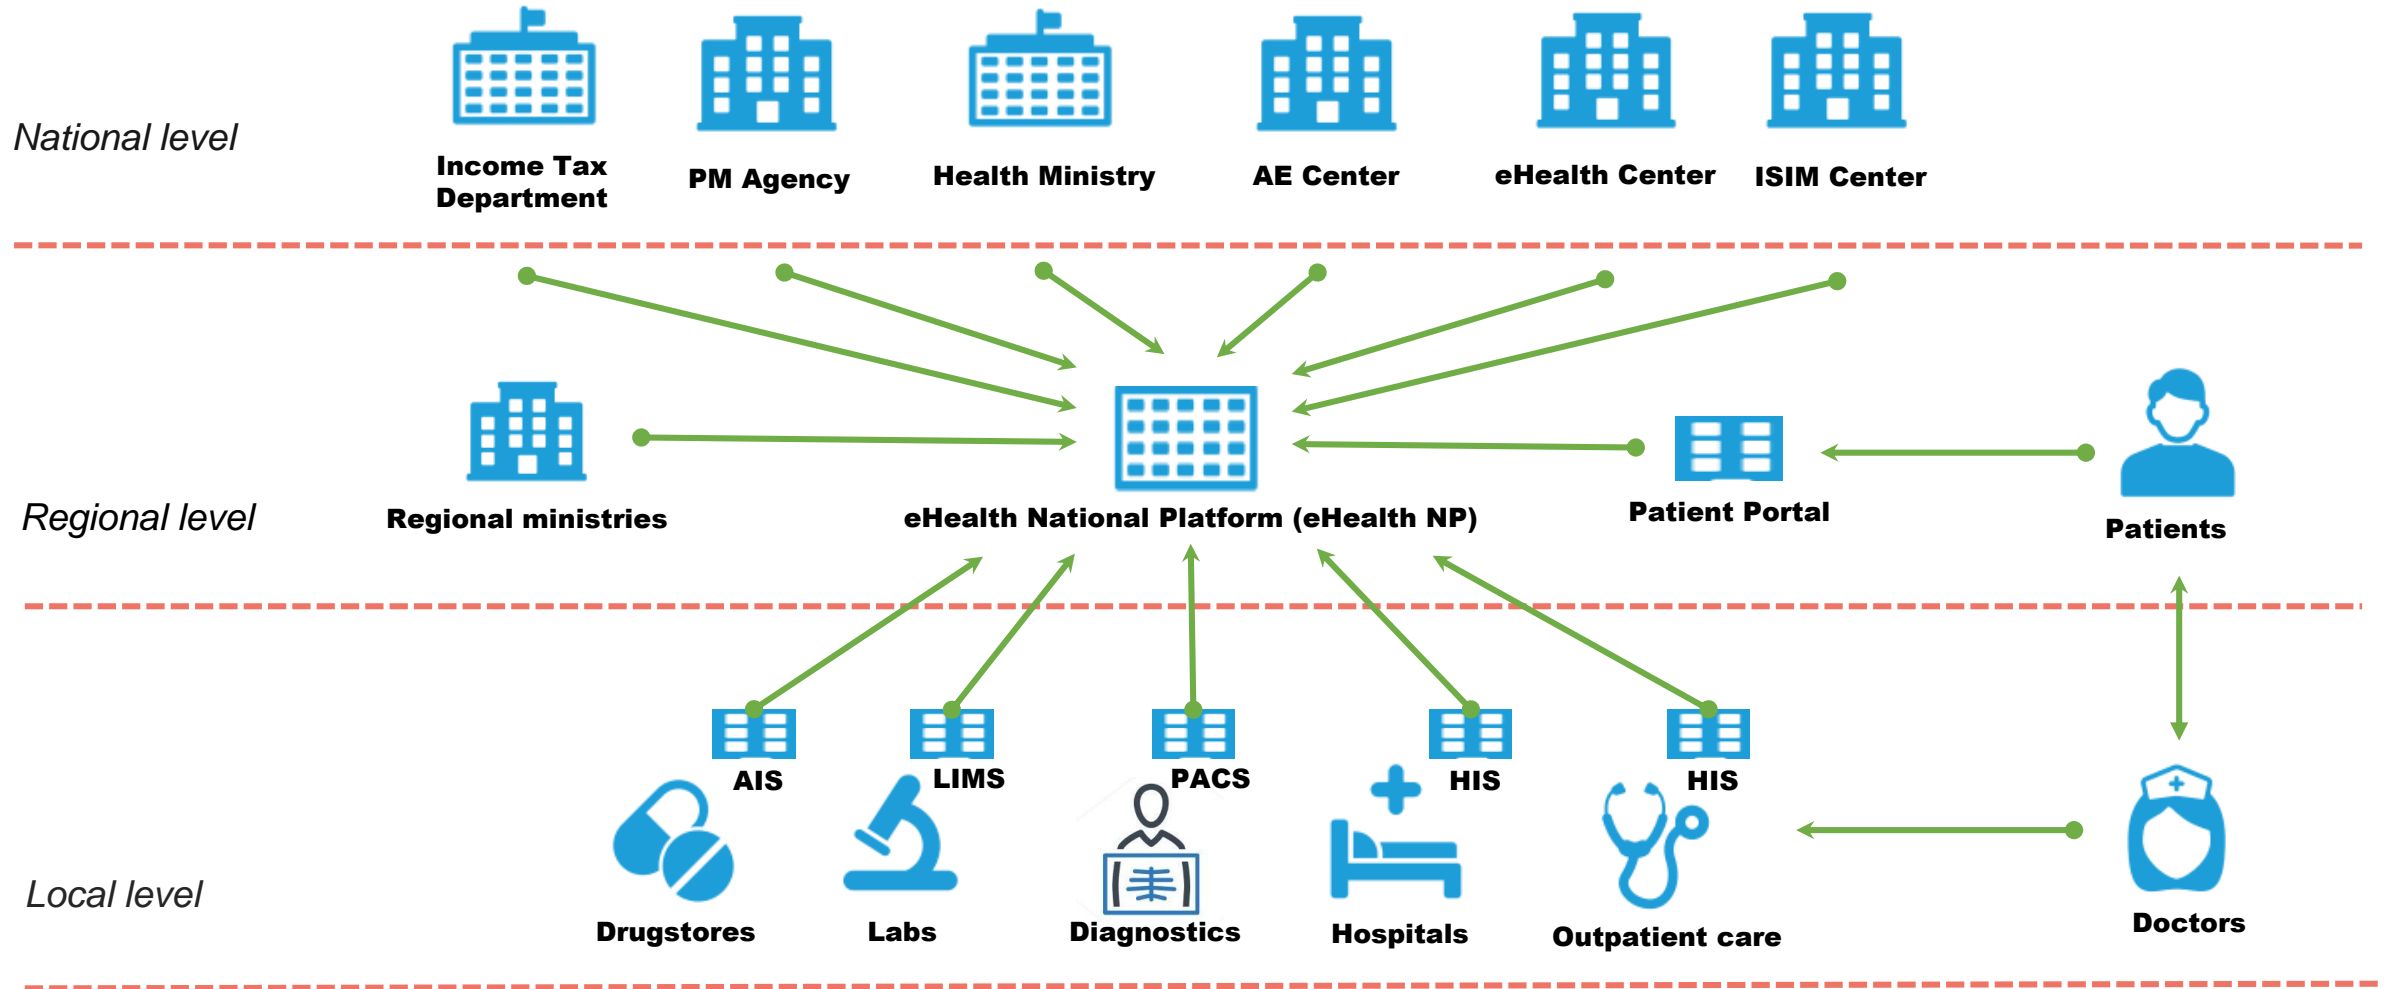 National level
Income Tax
Department
PM Agency
Health Ministry
AE Center
eHealth Center
ISIM Center
Regional level
Regional ministries
eHealth National Platform (eHealth NP)
Patient Portal
Patients
AIS
LIMS
PACS
HIS
HIS
Local level
Drugstores
Labs
Diagnostics
Hospitals
Outpatient care
Doctors